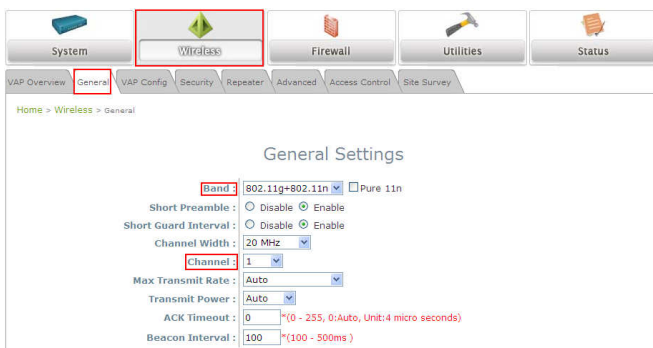 System Wireless Firewall Utilities Status
VAP Overview General VAP Config Security Repeater Advanced Access Control Site Survey
Home > Wireless > General
General Settings
Band : 802.11g+802.11n Pure 11n
Short Preamble : Disable Enable
Short Guard Interval : Disable Enable
Channel Width : 20 MHz
Channel : 1
Max Transmit Rate : Auto
Transmit Power : Auto
ACK Timeout : 0 *(0 - 255, 0:Auto, Unit:4 micro seconds)
Beacon Interval : 100 *(100 - 500ms )